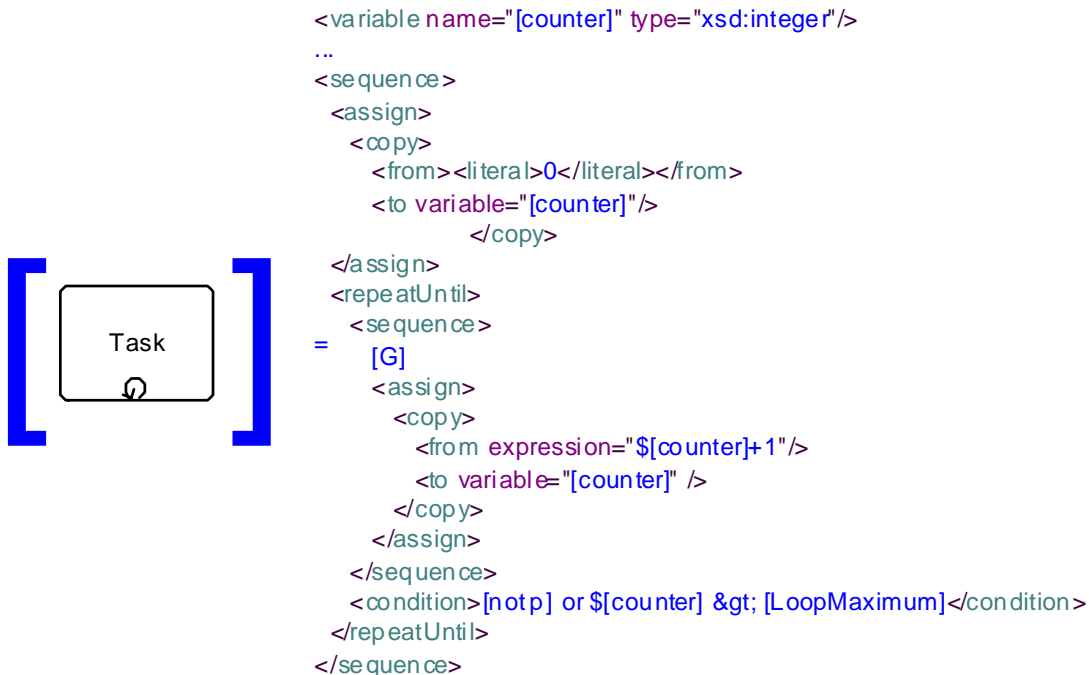 <variable name="[counter]" type="xsd:integer"/>
...
<sequence>
<assign>
<copy>
<from><literal>0</literal></from>
<to variable="[counter]"/>
</copy>
</assign>
<repeatUntil>
<sequence>
[ Task ] =
[G]
<assign>
<copy>
<from expression="$[counter]+1"/>
<to variable="[counter]" />
</copy>
</assign>
</sequence>
<condition>[not p] or $[counter] &gt; [LoopMaximum]</condition>
</repeatUntil>
</sequence>